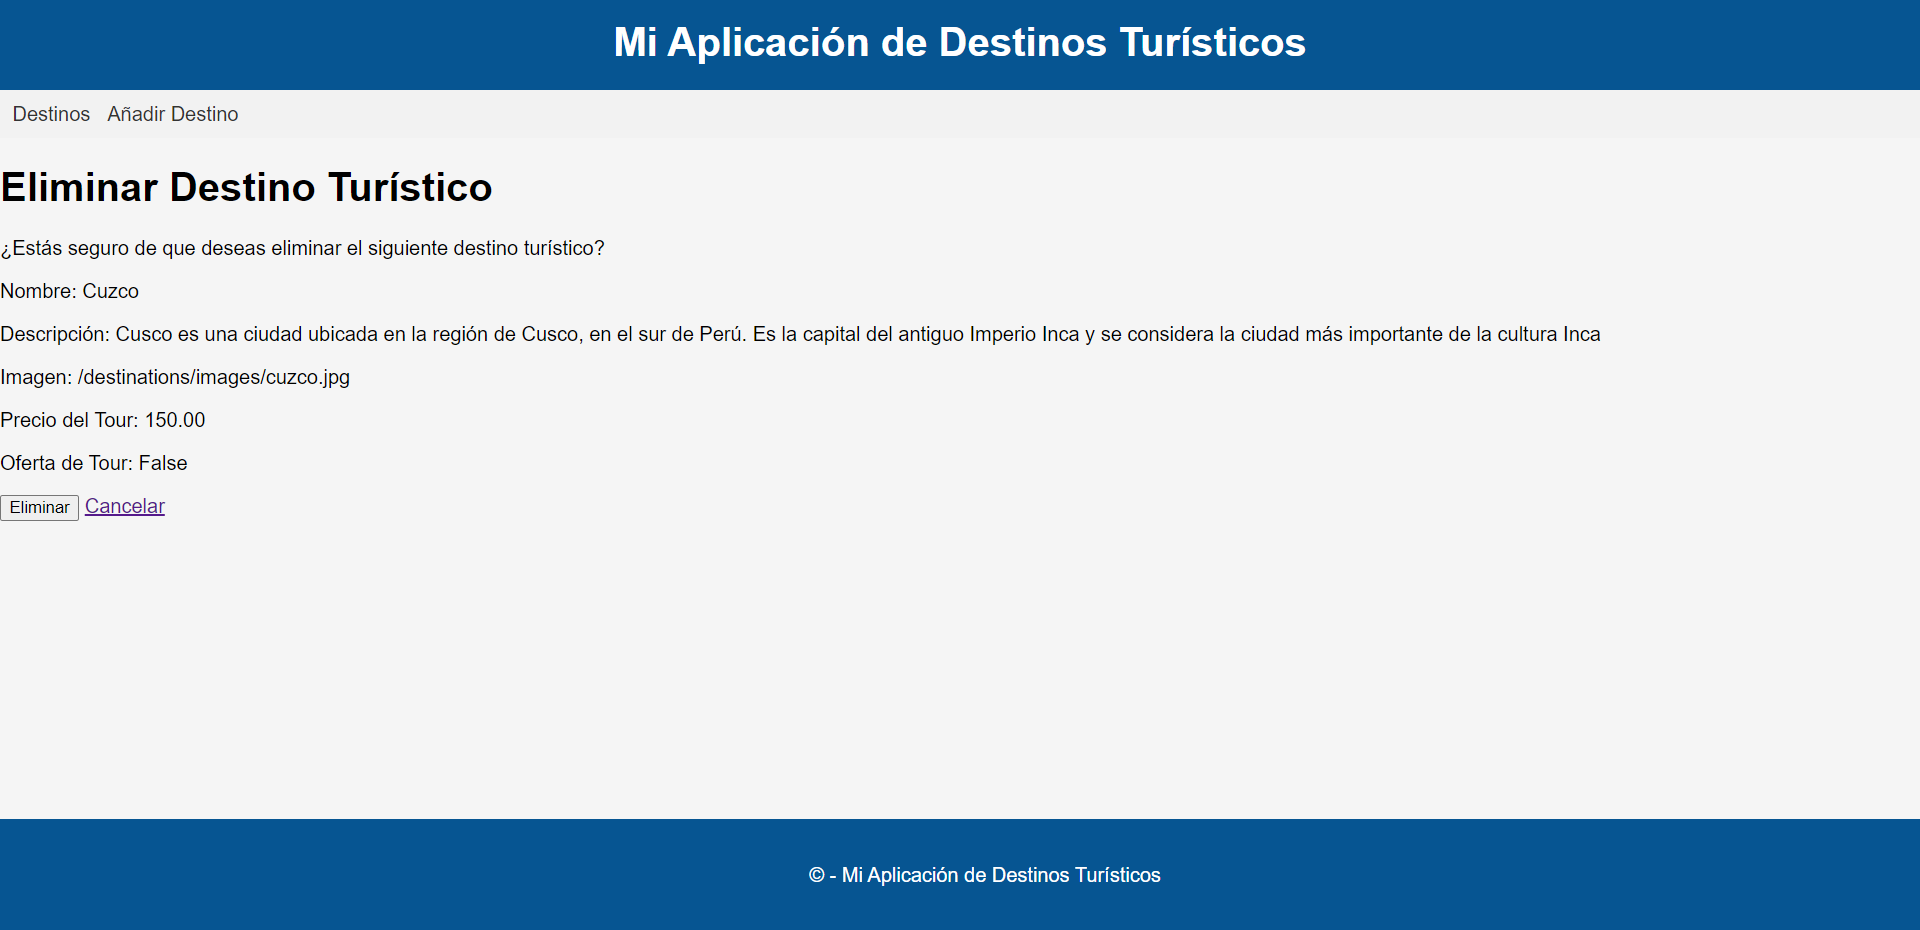 Mi Aplicación de Destinos Turísticos
Destinos Añadir Destino
Eliminar Destino Turístico
¿Estás seguro de que deseas eliminar el siguiente destino turístico?
Nombre: Cuzco
Descripción: Cusco es una ciudad ubicada en la región de Cusco, en el sur de Perú. Es la capital del antiguo Imperio Inca y se considera la ciudad más importante de la cultura Inca
Imagen: /destinations/images/cuzco.jpg
Precio del Tour: 150.00
Oferta de Tour: False
Eliminar Cancelar
© - Mi Aplicación de Destinos Turísticos